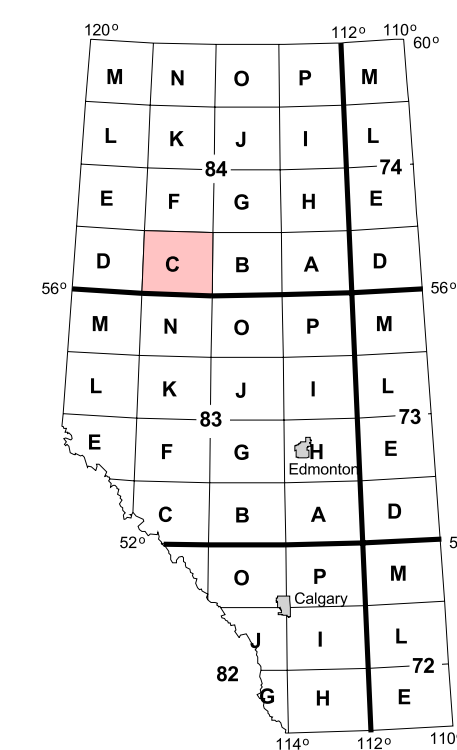 120° 112° 110°
60°
M N O P M
L K J I L
84 74
E F G H E
D C B A D
56° 56°
M N O P M
L K J I L
83 73
E F G H E
Edmonton
C B A D
52° 5
O P M
Calgary
J I L
82 72
G H E
114° 112° 110